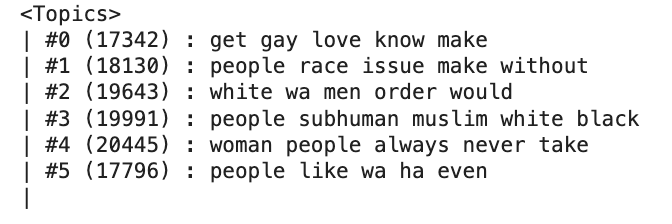 <Topics>
| #0 (17342) : get gay love know make
| #1 (18130) : people race issue make without
| #2 (19643) : white wa men order would
| #3 (19991) : people subhuman muslim white black
| #4 (20445) : woman people always never take
| #5 (17796) : people like wa ha even
|